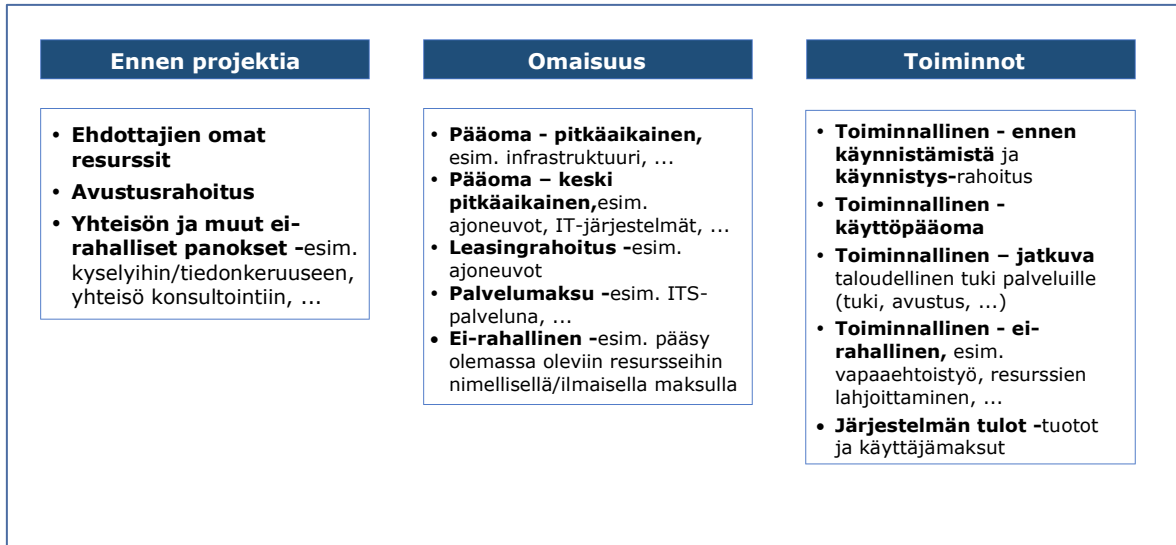 Ennen projektia
• Ehdottajien omat
resurssit
• Avustusrahoitus
• Yhteisön ja muut ei-
rahalliset panokset -esim.
kyselyihin/tiedonkeruuseen,
yhteisö konsultointiin, ...
Omaisuus
• Pääoma - pitkäaikainen,
esim. infrastruktuuri, ...
• Pääoma – keski
pitkäaikainen,esim.
ajoneuvot, IT-järjestelmät, ...
• Leasingrahoitus -esim.
ajoneuvot
• Palvelumaksu -esim. ITS-
palveluna, ...
• Ei-rahallinen -esim. pääsy
olemassa oleviin resursseihin
nimellisellä/ilmaisella maksulla
Toiminnot
• Toiminnallinen - ennen
käynnistämistä ja
käynnistys-rahoitus
• Toiminnallinen -
käyttöpääoma
• Toiminnallinen – jatkuva
taloudellinen tuki palveluille
(tuki, avustus, ...)
• Toiminnallinen - ei-
rahallinen, esim.
vapaaehtoistyö, resurssien
lahjoittaminen, ...
• Järjestelmän tulot -tuotot
ja käyttäjämaksut